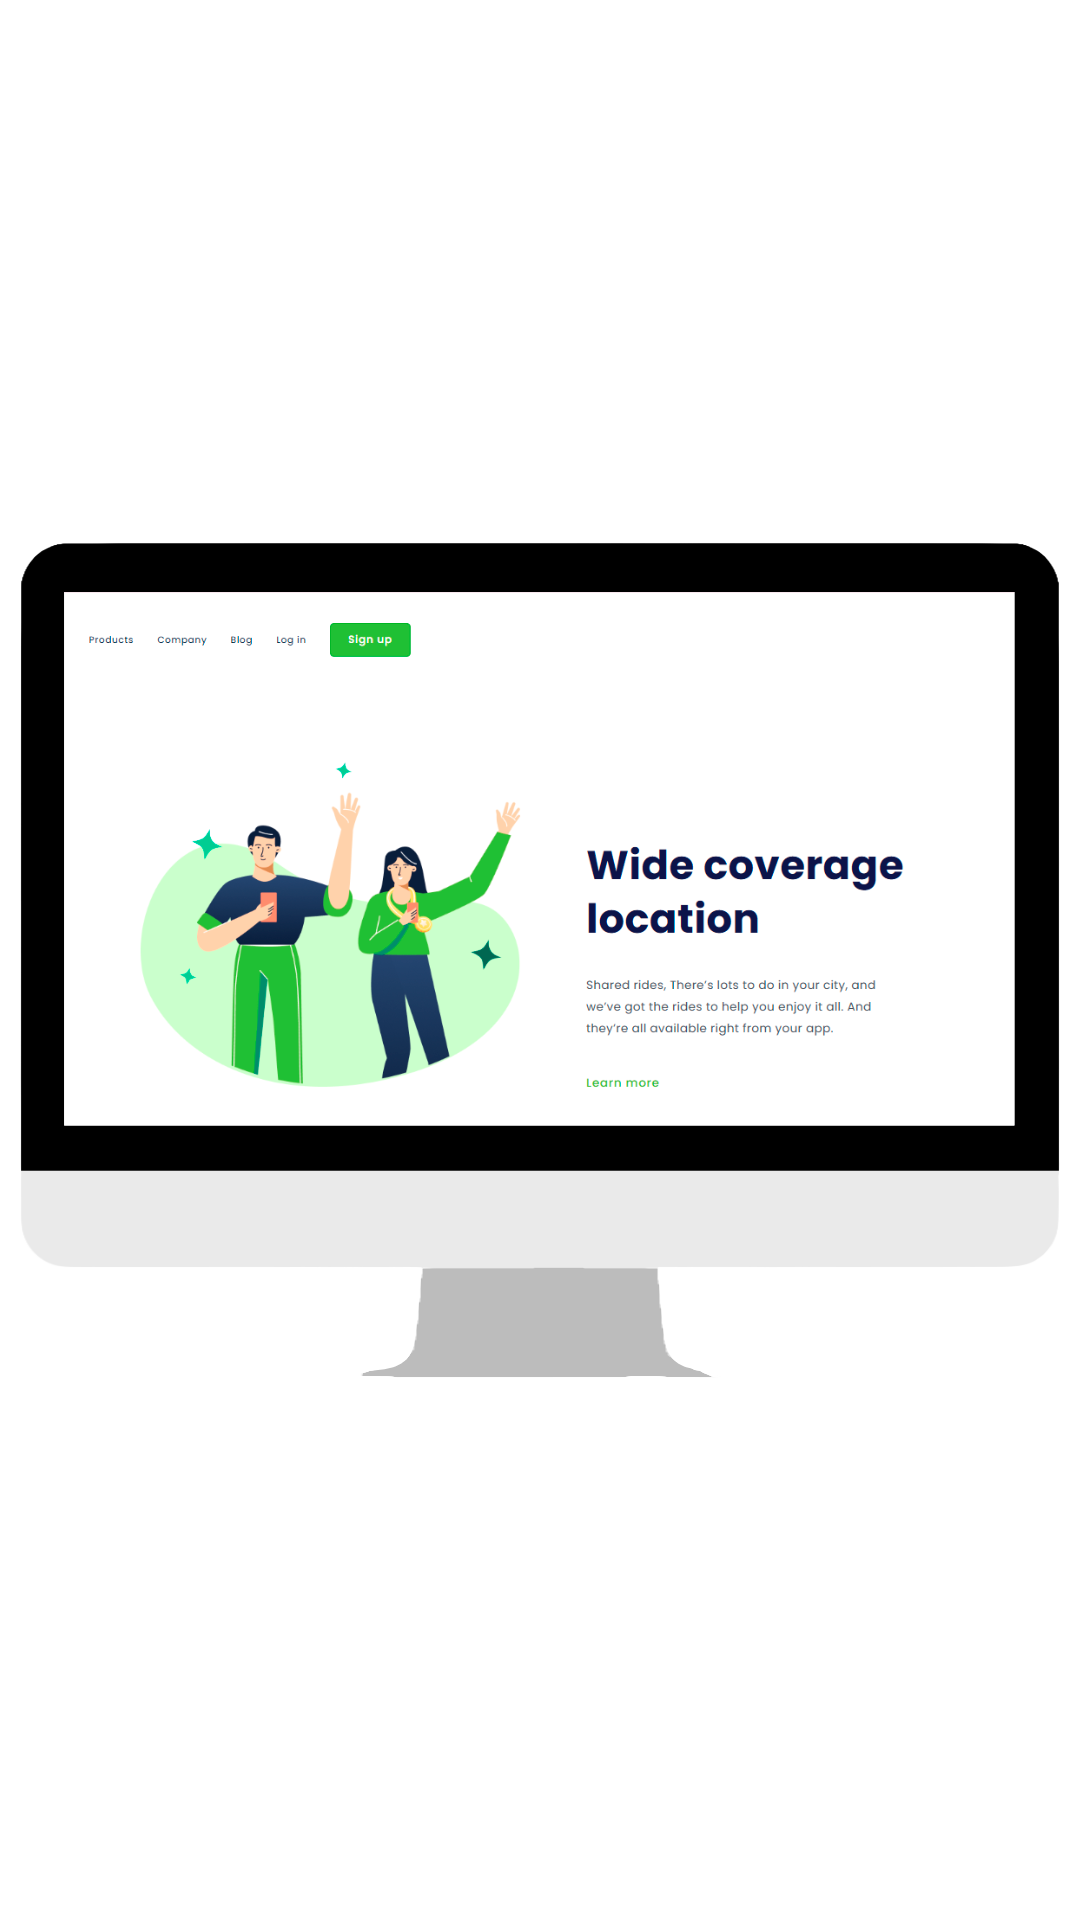 Products Company Blog Log in Sign up
Wide coverage
location
Shared rides, There’s lots to do in your city, and
we’ve got the rides to help you enjoy it all. And
they’re all available right from your app.
Learn more